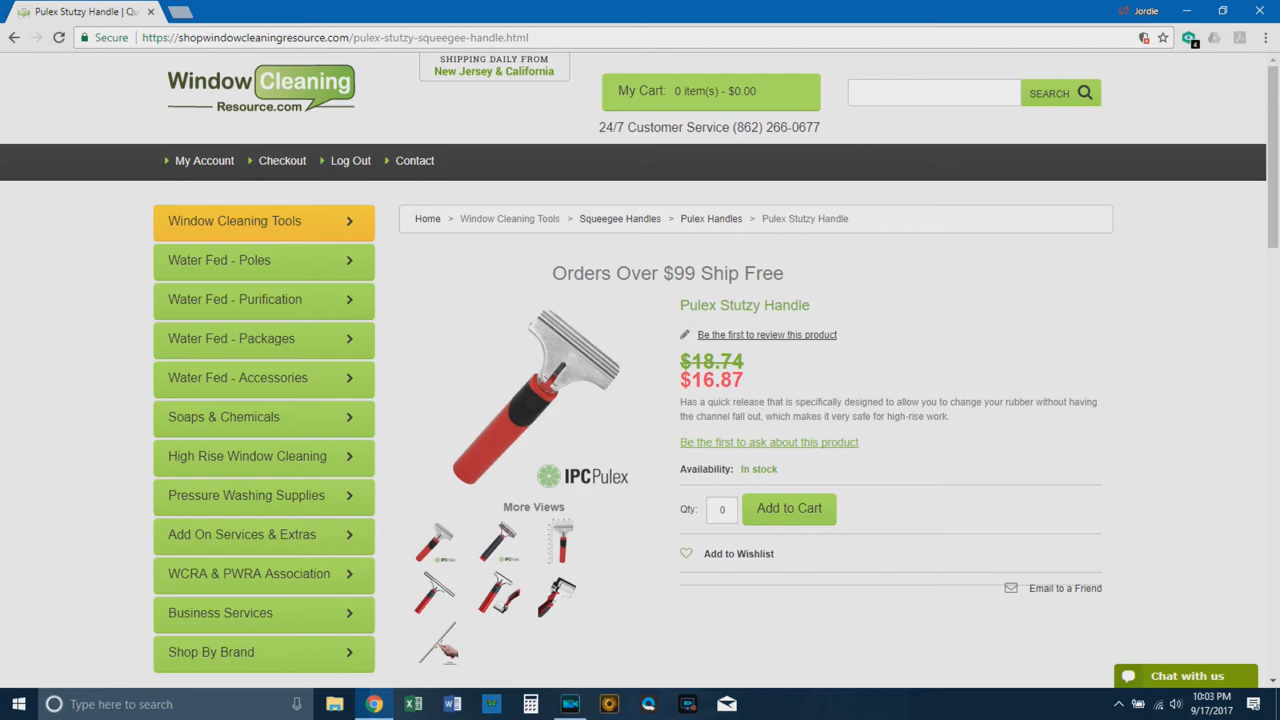 Pulex Stutzy Handle | Qu
Jordie
Secure
https://shopwindowcleaningresource.com/pulex-stutzy-squeegee-handle.html
4
Window Cleaning
Resource.com
SHIPPING DAILY FROM
New Jersey & California
My Cart: 0 item(s) - $0.00
SEARCH
24/7 Customer Service (862) 266-0677
My Account
Checkout
Log Out
Contact
Window Cleaning Tools
Water Fed - Poles
Water Fed - Purification
Water Fed - Packages
Water Fed - Accessories
Soaps & Chemicals
High Rise Window Cleaning
Pressure Washing Supplies
Add On Services & Extras
WCRA & PWRA Association
Business Services
Shop By Brand
Home > Window Cleaning Tools > Squeegee Handles > Pulex Handles > Pulex Stutzy Handle
Orders Over $99 Ship Free
IPCPulex
More Views
Pulex Stutzy Handle
Be the first to review this product
$18.74
$16.87
Has a quick release that is specifically designed to allow you to change your rubber without having
the channel fall out, which makes it very safe for high-rise work.
Be the first to ask about this product
Availability: In stock
Qty: 0 Add to Cart
Add to Wishlist
Email to a Friend
Chat with us
Type here to search
10:03 PM
9/17/2017